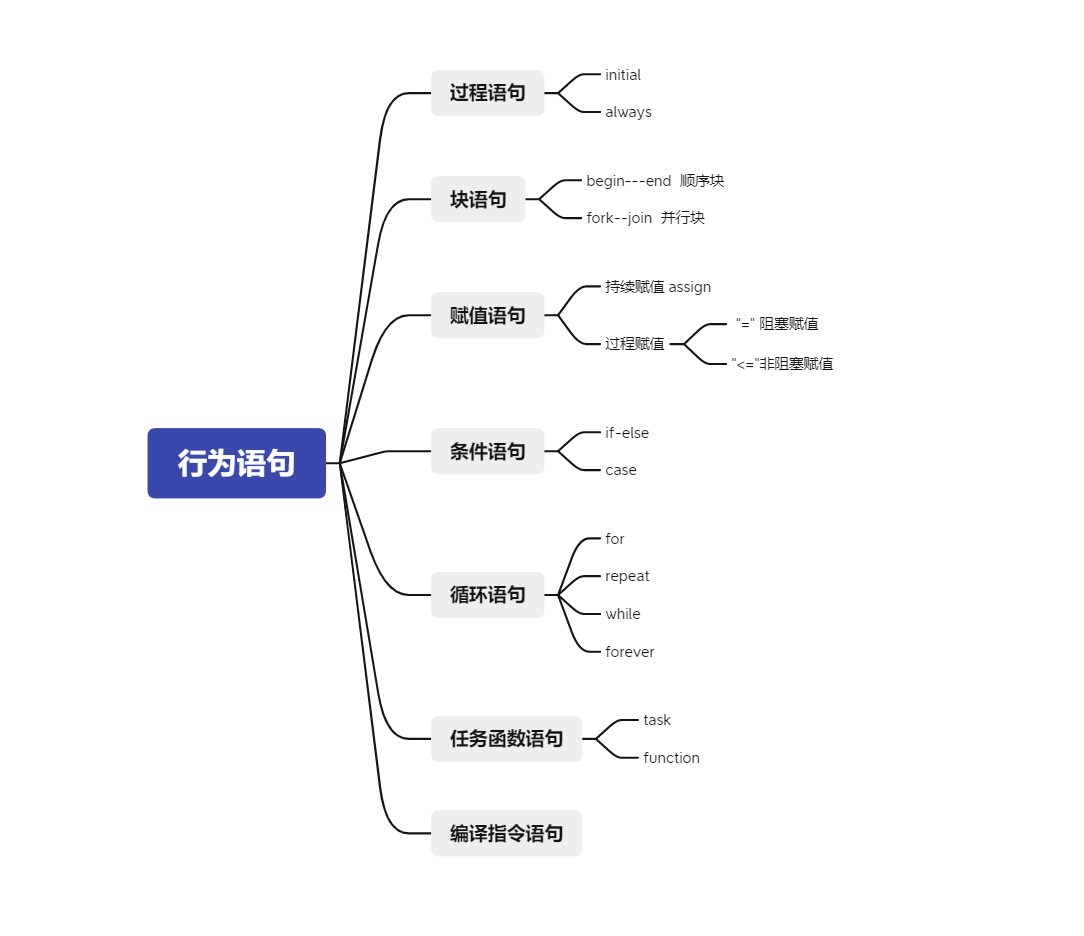 行为语句
过程语句
initial
always
块语句
begin---end 顺序块
fork--join 并行块
赋值语句
持续赋值 assign
过程赋值
"=" 阻塞赋值
"<="非阻塞赋值
条件语句
if-else
case
循环语句
for
repeat
while
forever
任务函数语句
task
function
编译指令语句